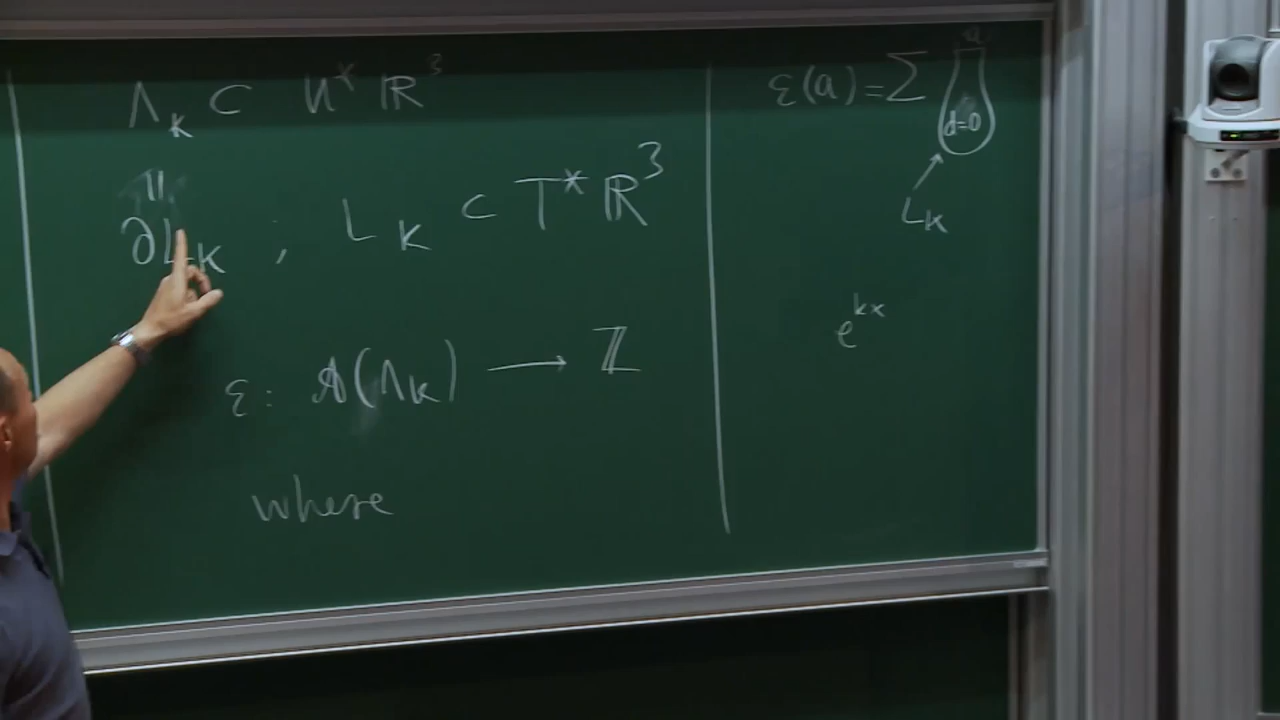 Λ_K ⊂ U* ℝ³
||
∂L_K ; L_K ⊂ T*ℝ³
ε: 𝒜(Λ_K) → ℤ
where
ε(a) = Σ a
d=0
L_K
e^{kx}